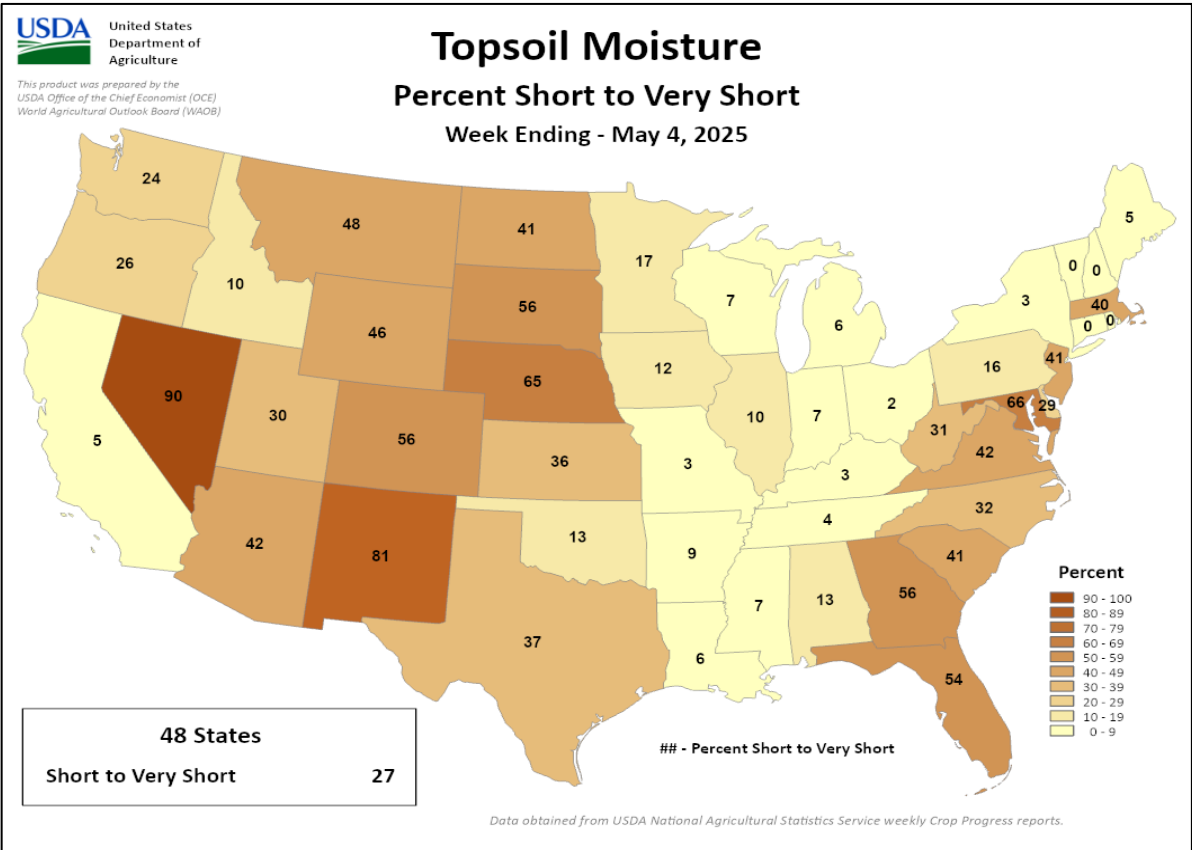 USDA
United States
Department of
Agriculture
This product was prepared by the
USDA Office of the Chief Economist (OCE)
World Agricultural Outlook Board (WAOB)
Topsoil Moisture
Percent Short to Very Short
Week Ending - May 4, 2025
24
48
41
26
10
17
56
46
7
6
3
0
0
5
40
0
0
90
30
65
12
16
41
5
56
36
10
7
2
31
66
29
42
3
3
32
42
81
13
9
4
41
37
6
7
13
56
54
Percent
90 - 100
80 - 89
70 - 79
60 - 69
50 - 59
40 - 49
30 - 39
20 - 29
10 - 19
0 - 9
48 States
Short to Very Short 27
## - Percent Short to Very Short
Data obtained from USDA National Agricultural Statistics Service weekly Crop Progress reports.